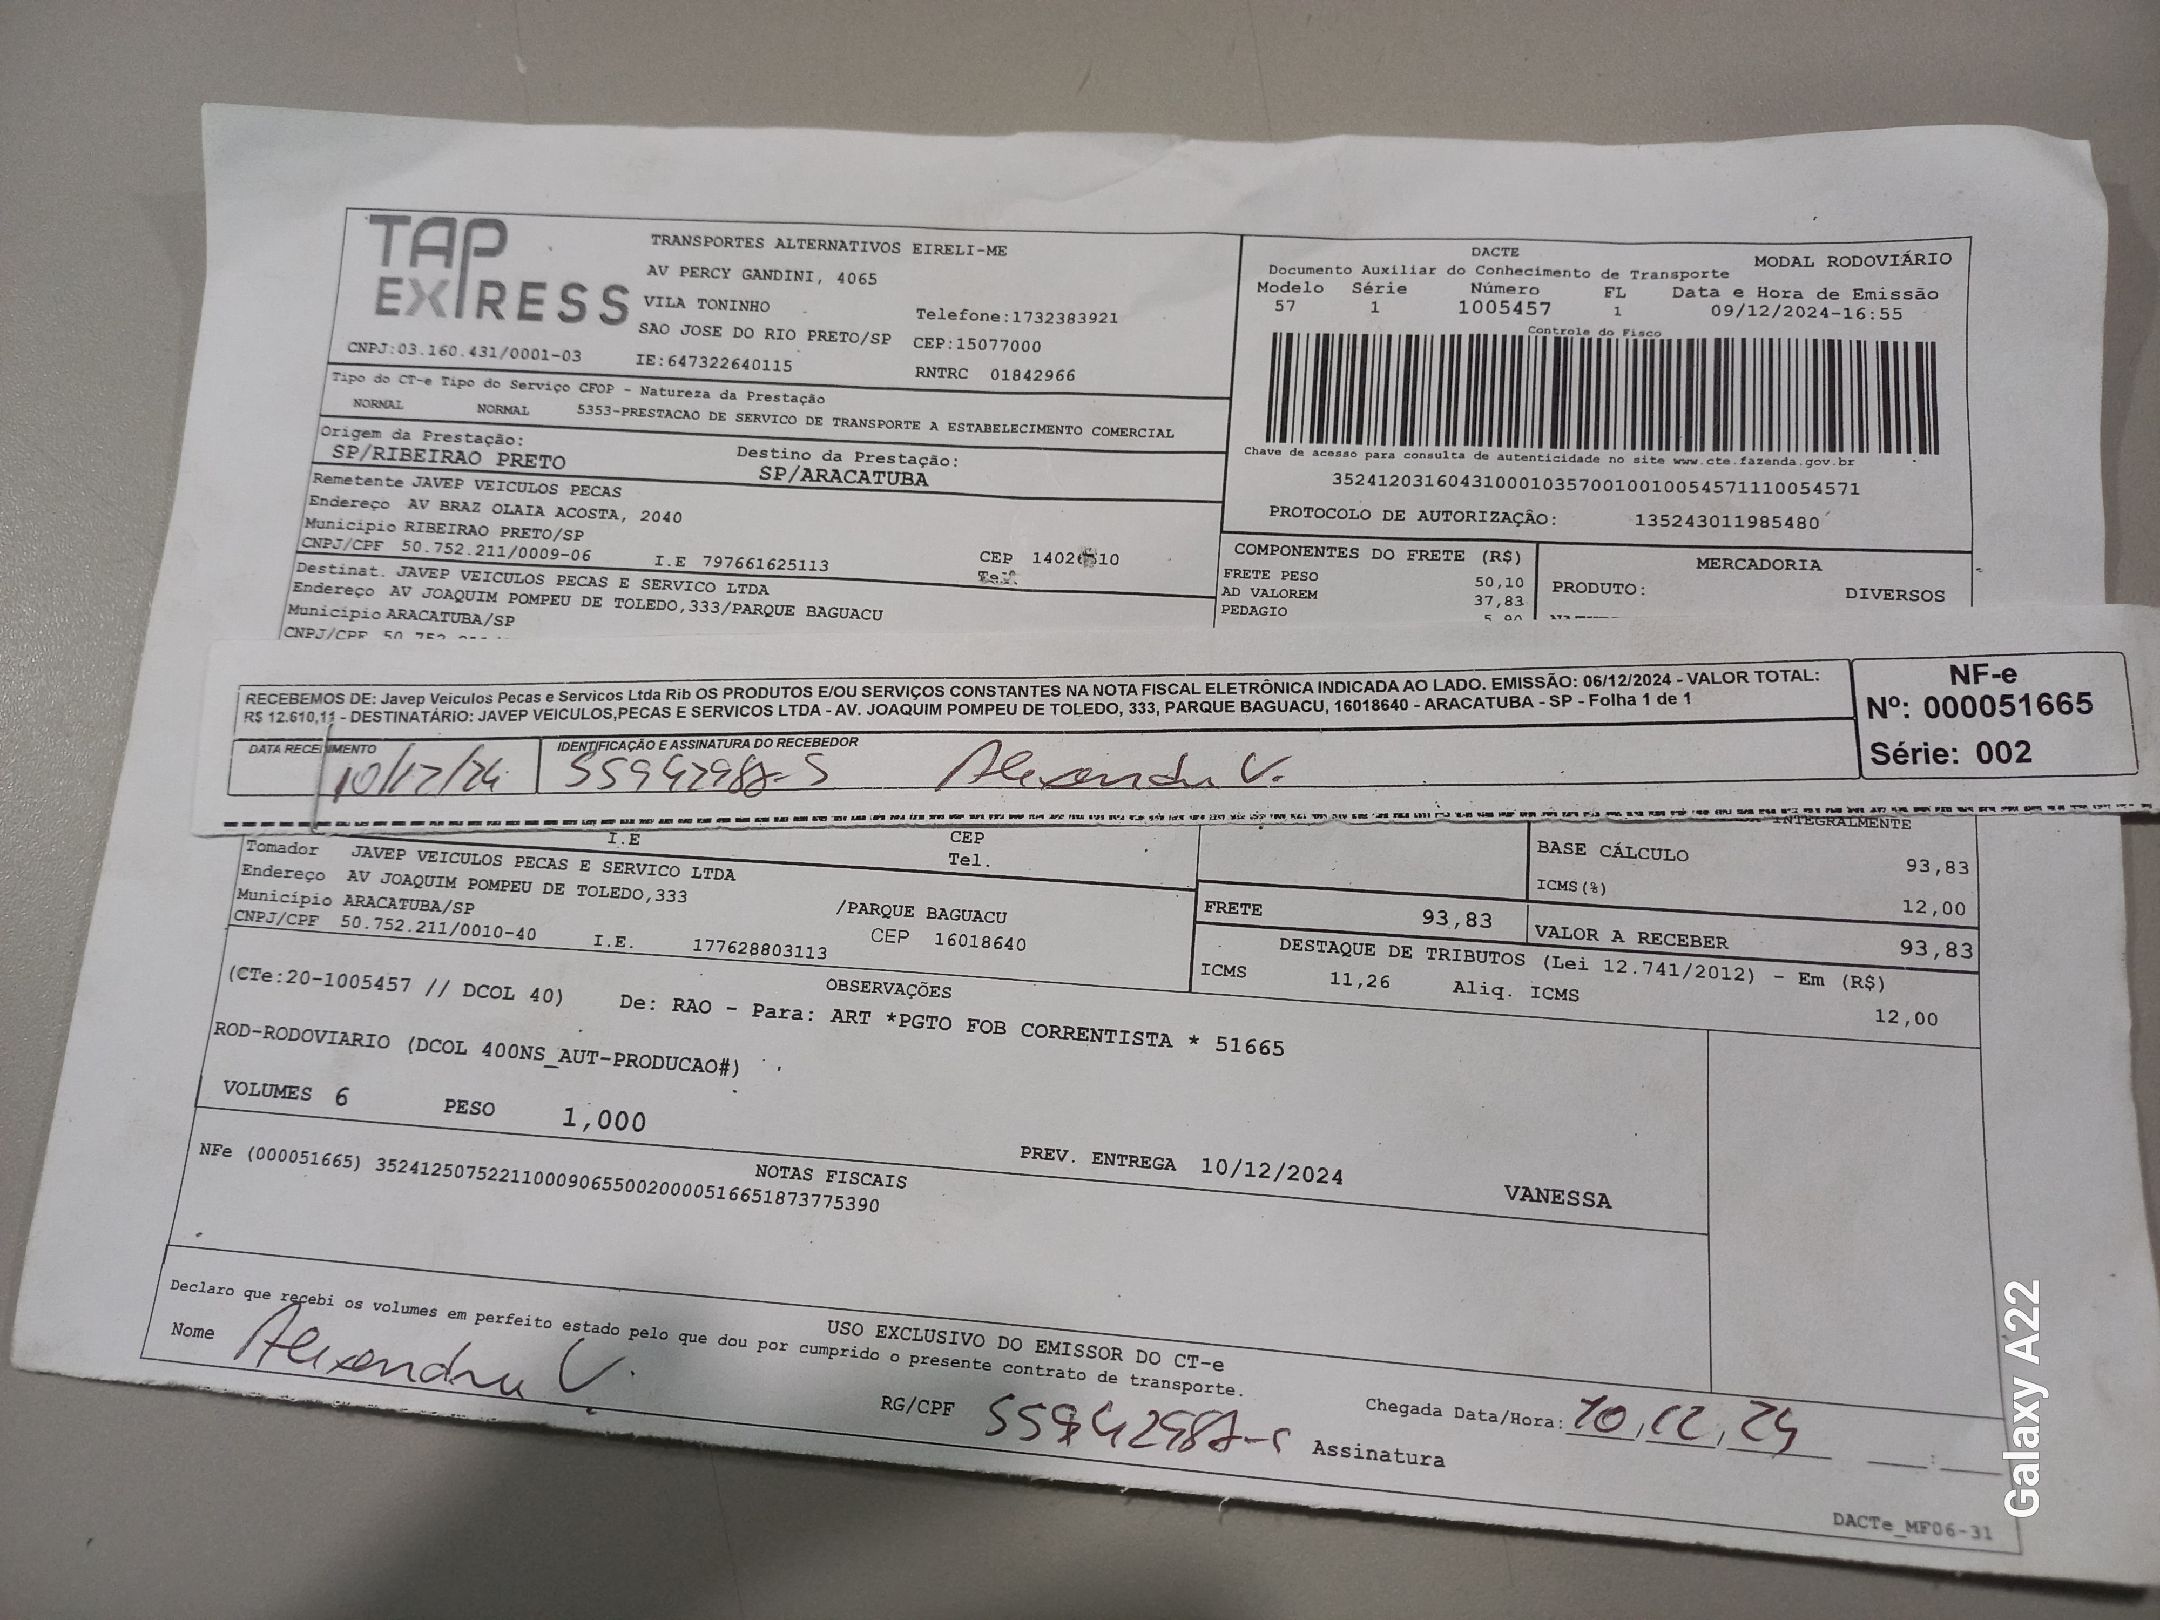 TAP EXPRESS
TRANSPORTES ALTERNATIVOS EIRELI-ME
AV PERCY GANDINI, 4065
VILA TONINHO
Telefone:1732383921
SAO JOSE DO RIO PRETO/SP CEP:15077000
CNPJ:03.160.431/0001-03
IE:647322640115
RNTRC 01842966
DACTE
MODAL RODOVIÁRIO
Documento Auxiliar do Conhecimento de Transporte
Modelo Série Número FL Data e Hora de Emissão
57 1 1005457 1 09/12/2024-16:55
Controle do Fisco
Chave de acesso para consulta de autenticidade no site www.cte.fazenda.gov.br
35241203160431000103570010010054571110054571
PROTOCOLO DE AUTORIZAÇÃO: 135243011985480
Tipo do CT-e Tipo do Serviço CFOP - Natureza da Prestação
NORMAL NORMAL 5353-PRESTACAO DE SERVICO DE TRANSPORTE A ESTABELECIMENTO COMERCIAL
Origem da Prestação: Destino da Prestação:
SP/RIBEIRAO PRETO SP/ARACATUBA
Remetente JAVEP VEICULOS PECAS
Endereço AV BRAZ OLAIA ACOSTA, 2040
Município RIBEIRAO PRETO/SP
CNPJ/CPF 50.752.211/0009-06 I.E 797661625113 CEP
Tel.
Destinat. JAVEP VEICULOS PECAS E SERVICO LTDA
Endereço AV JOAQUIM POMPEU DE TOLEDO,333/PARQUE BAGUACU
Município ARACATUBA/SP
CNPJ/CPF
COMPONENTES DO FRETE (R$)
FRETE PESO 50,10
AD VALOREM 37,83
PEDAGIO 5,90
MERCADORIA
PRODUTO: DIVERSOS
RECEBEMOS DE: Javep Veiculos Pecas e Servicos Ltda Rib OS PRODUTOS E/OU SERVIÇOS CONSTANTES NA NOTA FISCAL ELETRÔNICA INDICADA AO LADO. EMISSÃO: 06/12/2024 - VALOR TOTAL:
R$ 12.610,11 - DESTINATÁRIO: JAVEP VEICULOS,PECAS E SERVICOS LTDA - AV. JOAQUIM POMPEU DE TOLEDO, 333, PARQUE BAGUACU, 16018640 - ARACATUBA - SP - Folha 1 de 1
NF-e
Nº: 000051665
Série: 002
DATA RECEBIMENTO IDENTIFICAÇÃO E ASSINATURA DO RECEBEDOR
10/12/24 V.
I.E CEP
Tel.
Tomador JAVEP VEICULOS PECAS E SERVICO LTDA
Endereço AV JOAQUIM POMPEU DE TOLEDO,333 /PARQUE BAGUACU
Município ARACATUBA/SP CEP 16018640
CNPJ/CPF 50.752.211/0010-40 I.E. 177628803113
INTEGRALMENTE
BASE CÁLCULO 93,83
ICMS(%) 12,00
FRETE 93,83 VALOR A RECEBER 93,83
DESTAQUE DE TRIBUTOS (Lei 12.741/2012) - Em (R$)
ICMS 11,26 Aliq. ICMS 12,00
OBSERVAÇÕES
(CTe:20-1005457 // DCOL 40) De: RAO - Para: ART *PGTO FOB CORRENTISTA * 51665
ROD-RODOVIARIO (DCOL 400NS_AUT-PRODUCAO#)
VOLUMES 6 PESO 1,000
PREV. ENTREGA 10/12/2024 VANESSA
NOTAS FISCAIS
NFe (000051665) 35241250752211000906550020000516651873775390
USO EXCLUSIVO DO EMISSOR DO CT-e
Declaro que recebi os volumes em perfeito estado pelo que dou por cumprido o presente contrato de transporte.
Nome V.
RG/CPF Assinatura
Chegada Data/Hora: 10,12,24 :
DACTe_MF06-31
Galaxy A22